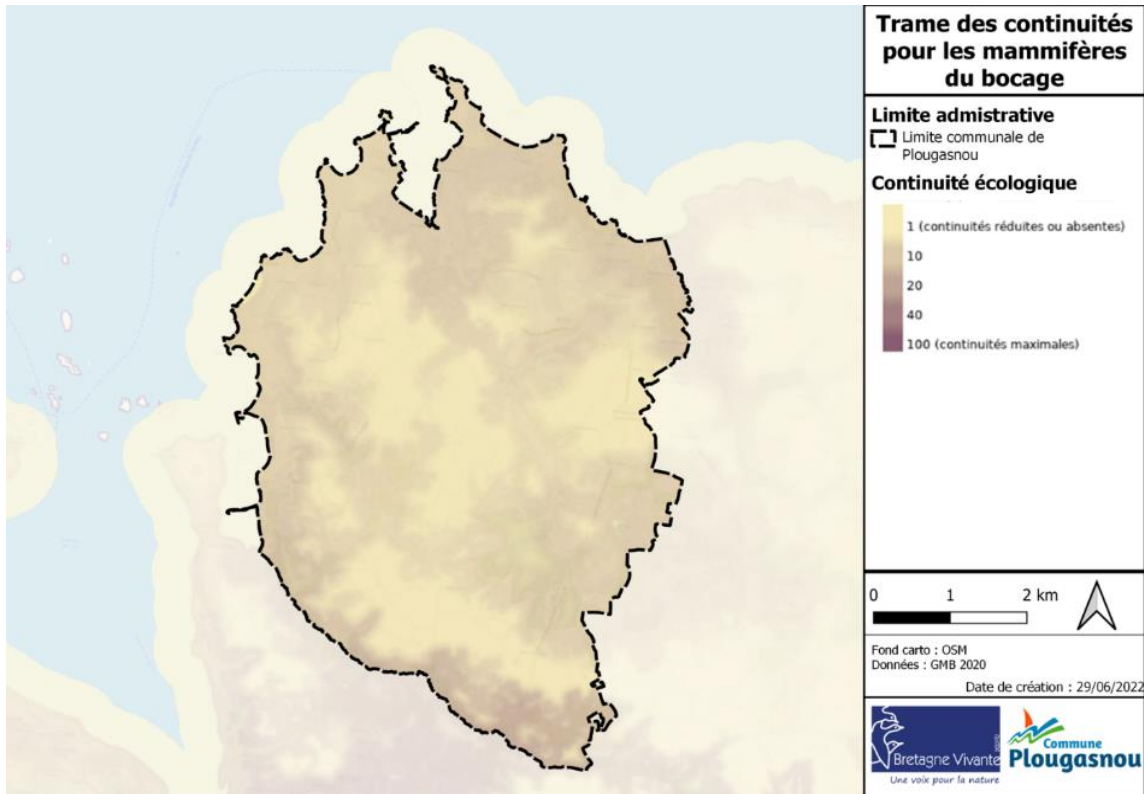 Trame des continuités
pour les mammifères
du bocage
Limite admistrative
Limite communale de
Plougasnou
Continuité écologique
1 (continuités réduites ou absentes)
10
20
40
100 (continuités maximales)
0 1 2 km
Fond carto : OSM
Données : GMB 2020
Date de création : 29/06/2022
Bretagne Vivante
Une voix pour la nature
Commune
Plougasnou